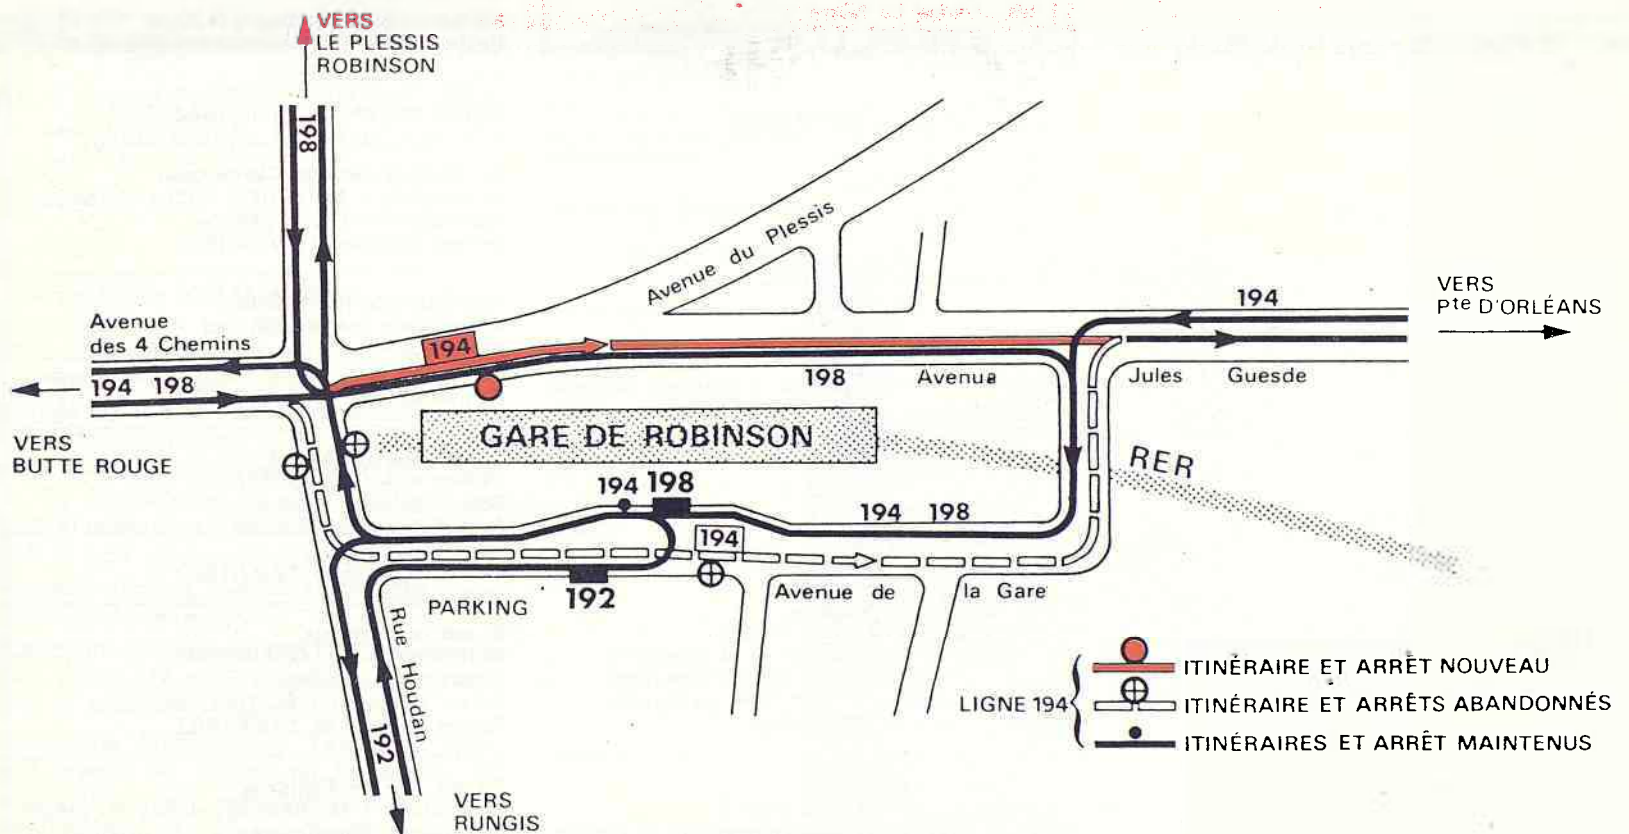 VERS
LE PLESSIS
ROBINSON
198
Avenue du Plessis
VERS
Pte D'ORLÉANS
194
Avenue
des 4 Chemins
194
194 198
198 Avenue Jules Guesde
VERS
BUTTE ROUGE
GARE DE ROBINSON
RER
194 198
194 198
194
192
PARKING
Avenue de la Gare
Rue Houdan
192
VERS
RUNGIS
LIGNE 194
ITINÉRAIRE ET ARRÊT NOUVEAU
ITINÉRAIRE ET ARRÊTS ABANDONNÉS
ITINÉRAIRES ET ARRÊT MAINTENUS